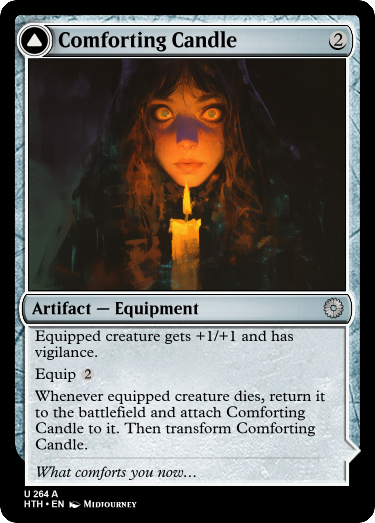 Comforting Candle 2
Artifact — Equipment
Equipped creature gets +1/+1 and has
vigilance.
Equip 2
Whenever equipped creature dies, return it
to the battlefield and attach Comforting
Candle to it. Then transform Comforting
Candle.
What comforts you now…
U 264 A
HTH • EN Midjourney